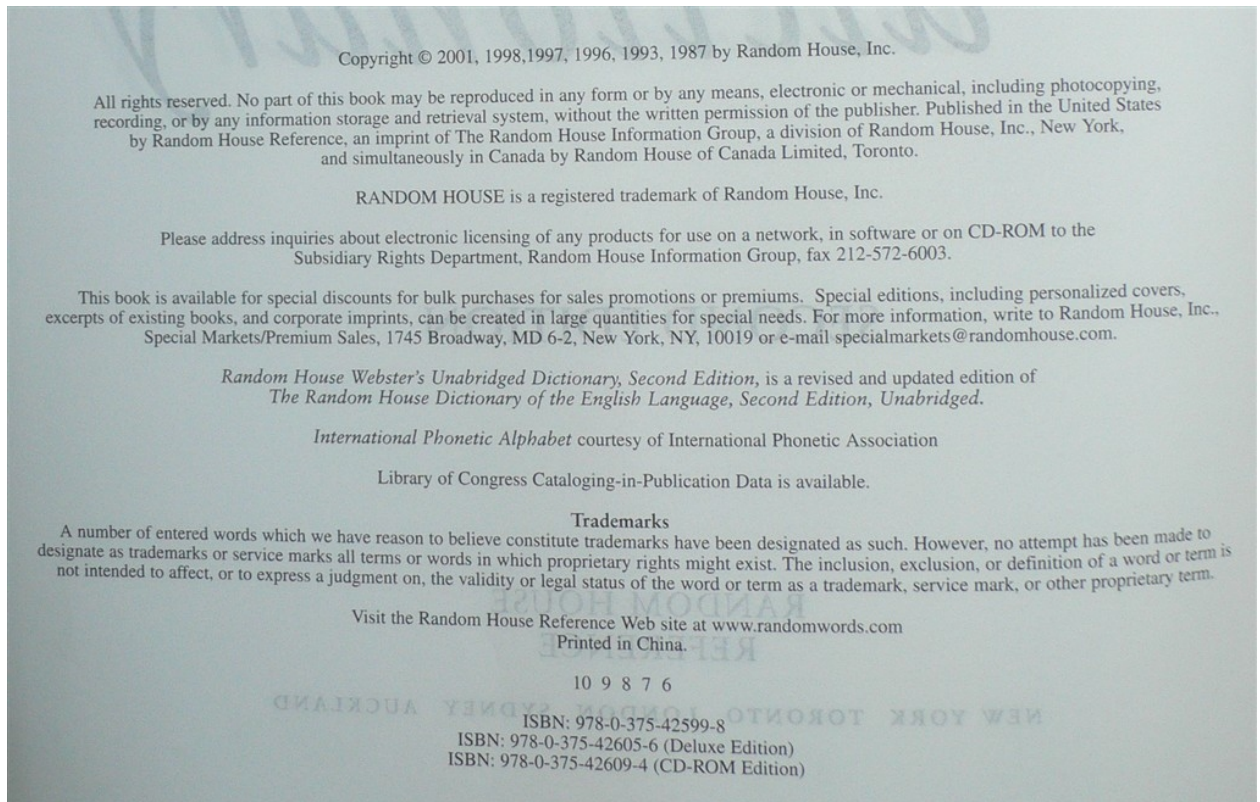 Copyright © 2001, 1998,1997, 1996, 1993, 1987 by Random House, Inc.
All rights reserved. No part of this book may be reproduced in any form or by any means, electronic or mechanical, including photocopying,
recording, or by any information storage and retrieval system, without the written permission of the publisher. Published in the United States
by Random House Reference, an imprint of The Random House Information Group, a division of Random House, Inc., New York,
and simultaneously in Canada by Random House of Canada Limited, Toronto.
RANDOM HOUSE is a registered trademark of Random House, Inc.
Please address inquiries about electronic licensing of any products for use on a network, in software or on CD-ROM to the
Subsidiary Rights Department, Random House Information Group, fax 212-572-6003.
This book is available for special discounts for bulk purchases for sales promotions or premiums. Special editions, including personalized covers,
excerpts of existing books, and corporate imprints, can be created in large quantities for special needs. For more information, write to Random House, Inc.,
Special Markets/Premium Sales, 1745 Broadway, MD 6-2, New York, NY, 10019 or e-mail specialmarkets@randomhouse.com.
Random House Webster's Unabridged Dictionary, Second Edition, is a revised and updated edition of
The Random House Dictionary of the English Language, Second Edition, Unabridged.
International Phonetic Alphabet courtesy of International Phonetic Association
Library of Congress Cataloging-in-Publication Data is available.
Trademarks
A number of entered words which we have reason to believe constitute trademarks have been designated as such. However, no attempt has been made to
designate as trademarks or service marks all terms or words in which proprietary rights might exist. The inclusion, exclusion, or definition of a word or term is
not intended to affect, or to express a judgment on, the validity or legal status of the word or term as a trademark, service mark, or other proprietary term.
RANDOM HOUSE
Visit the Random House Reference Web site at www.randomwords.com
Printed in China.
REFERENCE
10 9 8 7 6
NEW YORK TORONTO LONDON SYDNEY AUCKLAND
ISBN: 978-0-375-42599-8
ISBN: 978-0-375-42605-6 (Deluxe Edition)
ISBN: 978-0-375-42609-4 (CD-ROM Edition)